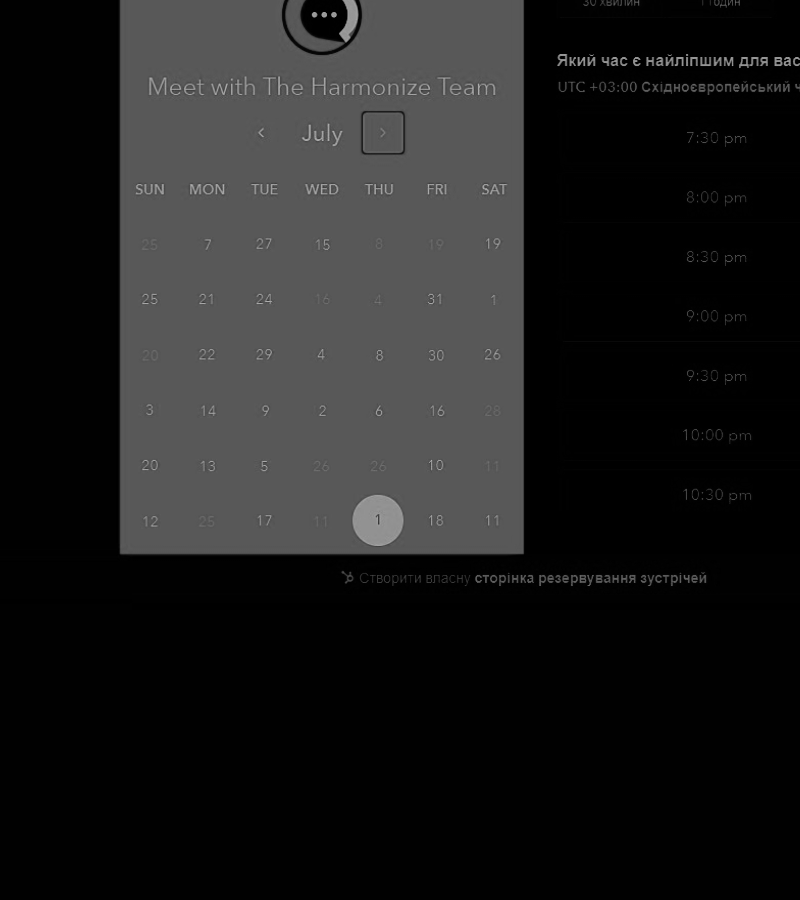 30 хвилин 1 годин
Meet with The Harmonize Team
July
SUN MON TUE WED THU FRI SAT
25 7 27 15 8 19 19
25 21 24 16 4 31 1
20 22 29 4 8 30 26
3 14 9 2 6 16 28
20 13 5 26 26 10 11
12 25 17 11 1 18 11
Який час є найліпшим для вас
UTC +03:00 Східноєвропейський ч
7:30 pm
8:00 pm
8:30 pm
9:00 pm
9:30 pm
10:00 pm
10:30 pm
Створити власну сторінка резервування зустрічей